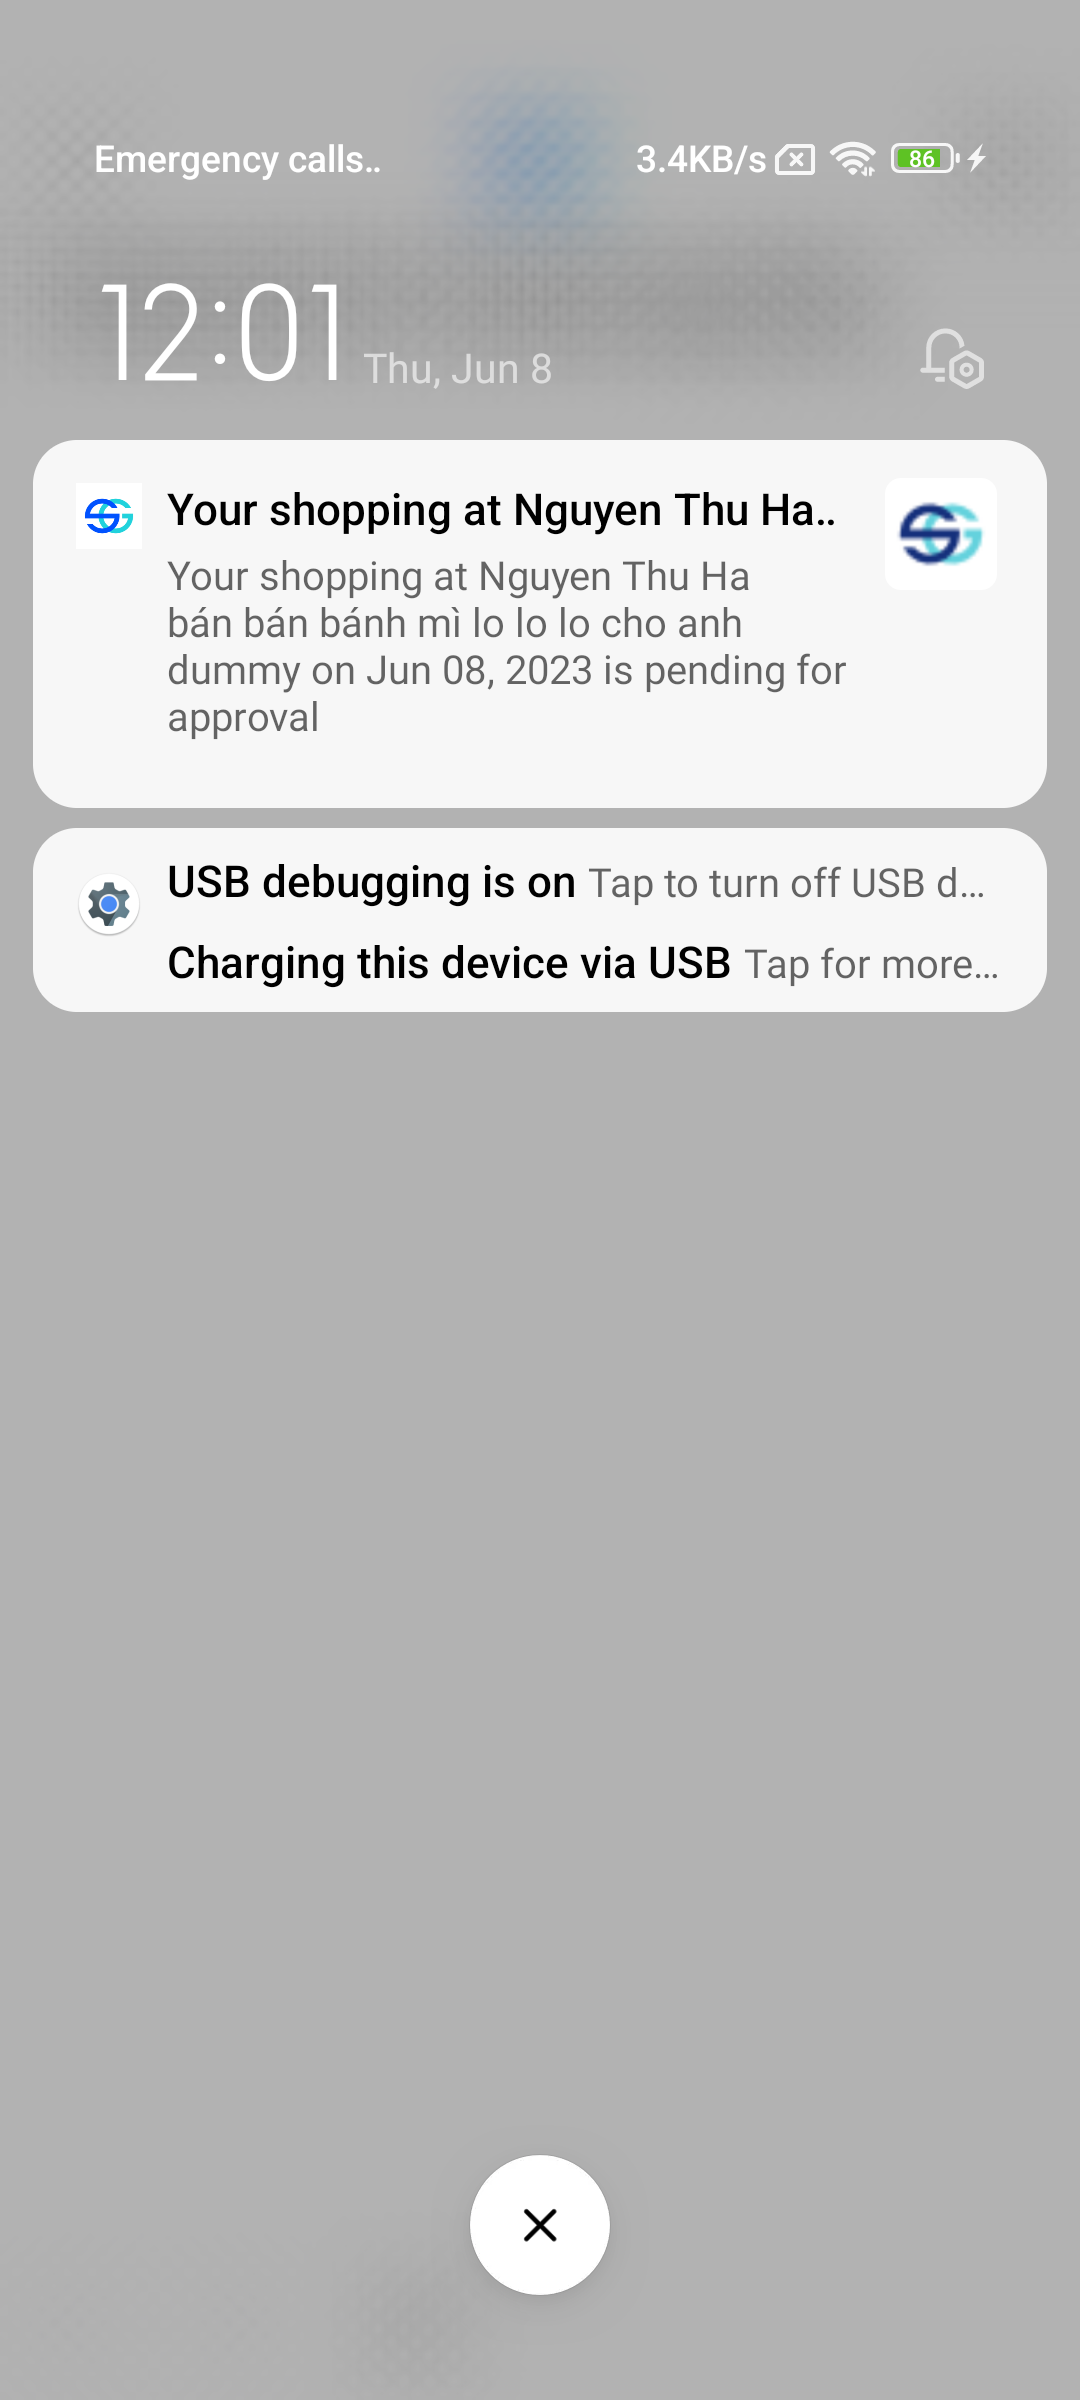 Emergency calls..
3.4KB/s
86
12:01
Thu, Jun 8
Your shopping at Nguyen Thu Ha..
Your shopping at Nguyen Thu Ha
bán bán bánh mì lo lo lo cho anh
dummy on Jun 08, 2023 is pending for
approval
USB debugging is on Tap to turn off USB d...
Charging this device via USB Tap for more...